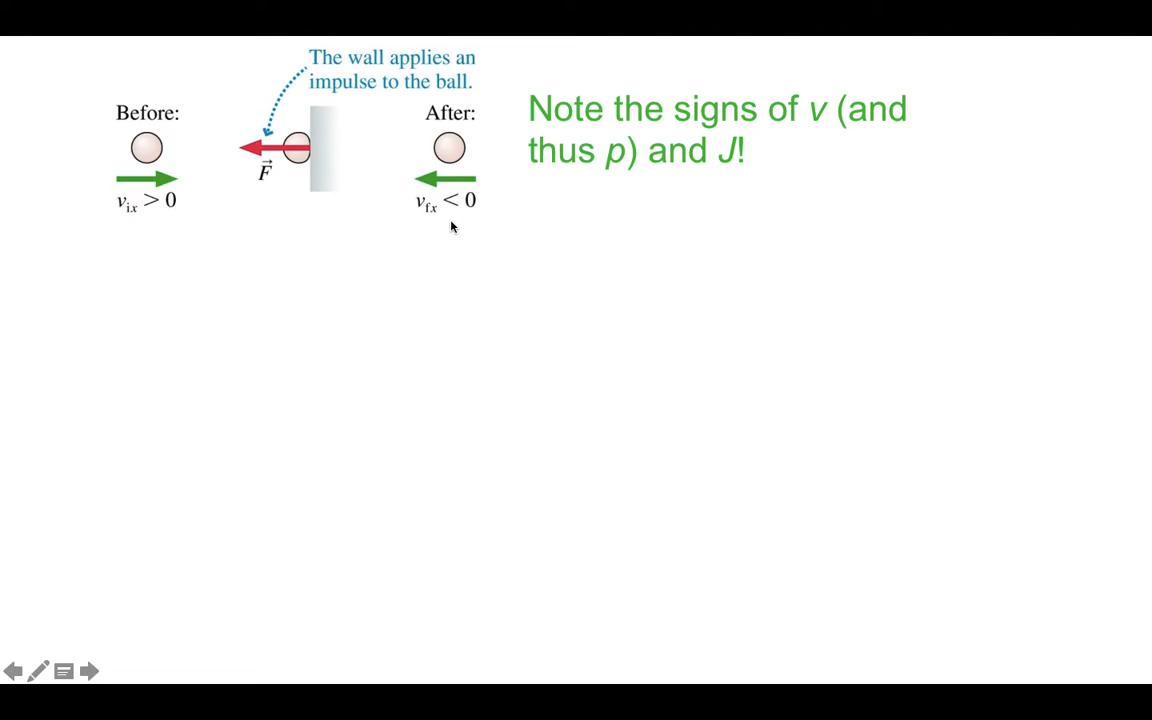 The wall applies an
impulse to the ball.
Before:
After:
F⃗
vᵢₓ > 0
v_fx < 0
Note the signs of v (and
thus p) and J!